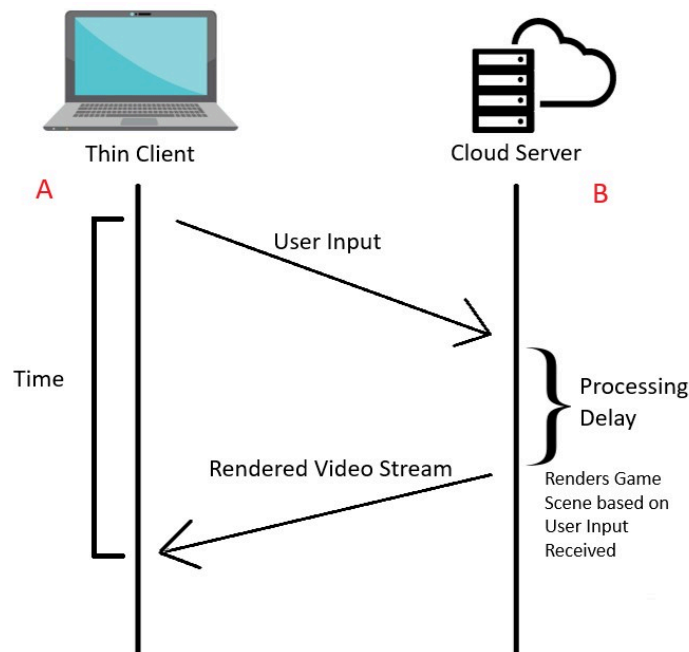 Thin Client
Cloud Server
A
B
User Input
Time
Processing
Delay
Rendered Video Stream
Renders Game
Scene based on
User Input
Received